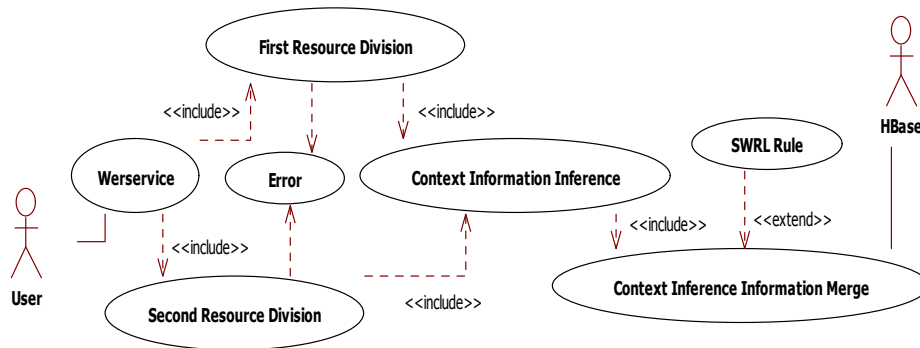 First Resource Division
<<include>>
<<include>>
HBase
SWRL Rule
Werservice
Error
Context Information Inference
<<include>>
<<include>>
<<extend>>
User
Second Resource Division
<<include>>
Context Inference Information Merge